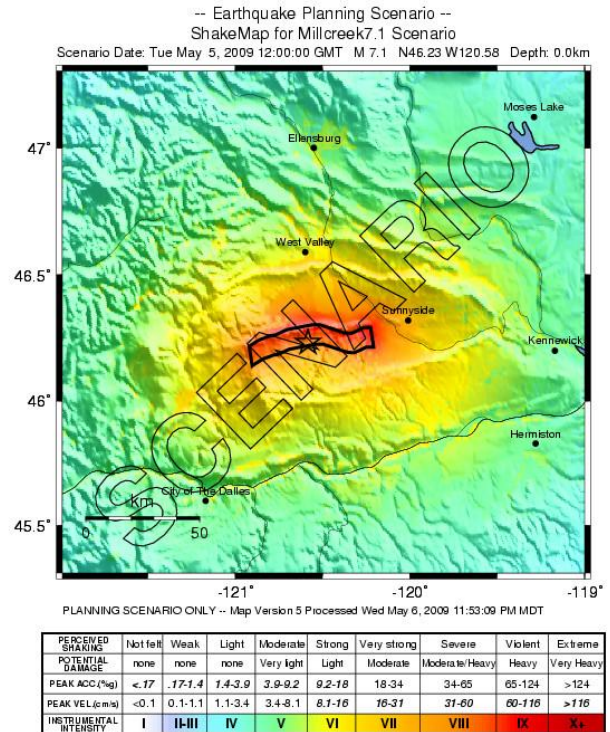 -- Earthquake Planning Scenario --
ShakeMap for Millcreek7.1 Scenario
Scenario Date: Tue May 5, 2009 12:00:00 GMT M 7.1 N46.23 W120.58 Depth: 0.0km
Moses Lake
47°
Ellensburg
West Valley
46.5°
Sunnyside
Kennewick
46°
Hermiston
City of The Dalles
km
45.5°
0 50
SCENARIO
-121° -120° -119°
PLANNING SCENARIO ONLY -- Map Version 5 Processed Wed May 6, 2009 11:53:09 PM MDT
PERCEIVED SHAKING Not felt Weak Light Moderate Strong Very strong Severe Violent Extreme
POTENTIAL DAMAGE none none none Very light Light Moderate Moderate/Heavy Heavy Very Heavy
PEAK ACC.(%g) <.17 .17-1.4 1.4-3.9 3.9-9.2 9.2-18 18-34 34-65 65-124 >124
PEAK VEL.(cm/s) <0.1 0.1-1.1 1.1-3.4 3.4-8.1 8.1-16 16-31 31-60 60-116 >116
INSTRUMENTAL INTENSITY I II-III IV V VI VII VIII IX X+